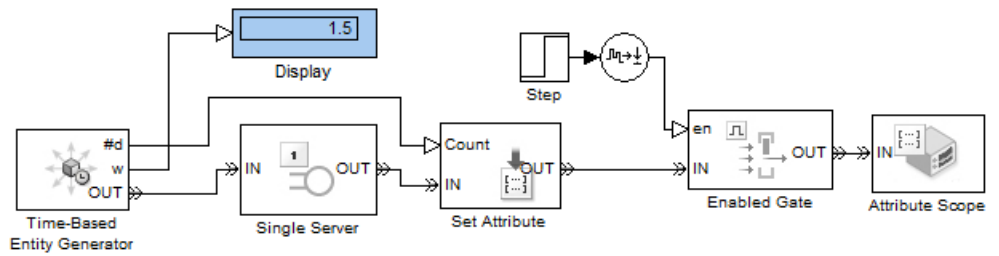 1.5
Display
Step
#d
w
OUT
Time-Based
Entity Generator
IN
1
OUT
Single Server
Count
IN
OUT
[...]
Set Attribute
en
IN
OUT
Enabled Gate
IN
[...]
Attribute Scope